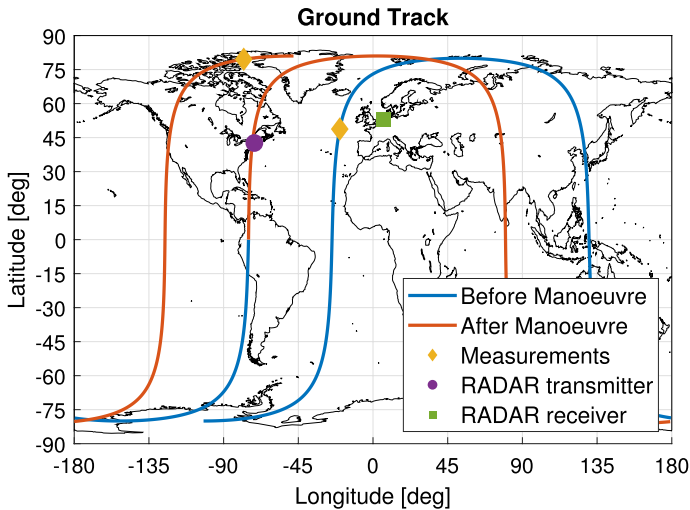 Ground Track
90
75
60
45
30
15
0
-15
-30
-45
-60
-75
-90
Latitude [deg]
-180 -135 -90 -45 0 45 90 135 180
Longitude [deg]
Before Manoeuvre
After Manoeuvre
Measurements
RADAR transmitter
RADAR receiver